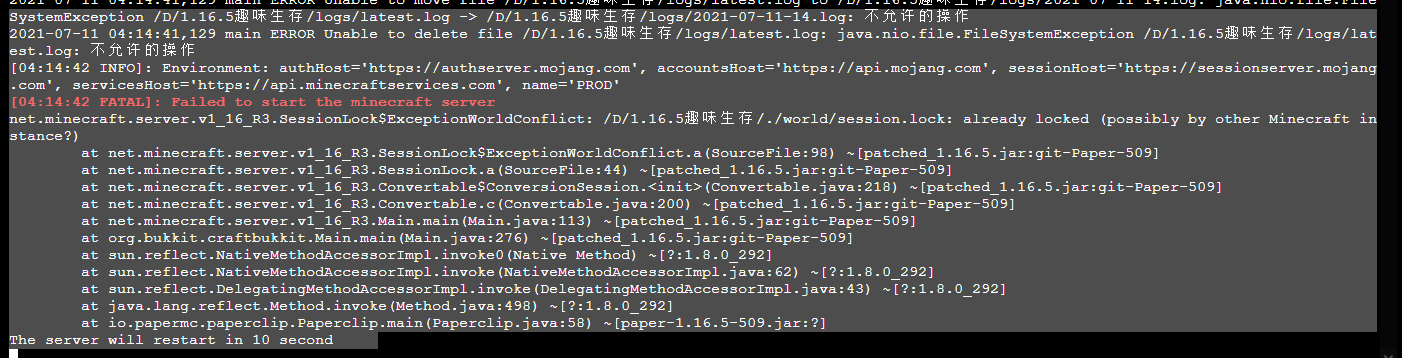 SystemException /D/1.16.5趣味生存/logs/latest.log -> /D/1.16.5趣味生存/logs/2021-07-11-14.log: 不允许的操作
2021-07-11 04:14:41,129 main ERROR Unable to delete file /D/1.16.5趣味生存/logs/latest.log: java.nio.file.FileSystemException /D/1.16.5趣味生存/logs/lat
est.log: 不允许的操作
[04:14:42 INFO]: Environment: authHost='https://authserver.mojang.com', accountsHost='https://api.mojang.com', sessionHost='https://sessionserver.mojang
.com', servicesHost='https://api.minecraftservices.com', name='PROD'
[04:14:42 FATAL]: Failed to start the minecraft server
net.minecraft.server.v1_16_R3.SessionLock$ExceptionWorldConflict: /D/1.16.5趣味生存/./world/session.lock: already locked (possibly by other Minecraft in
stance?)
at net.minecraft.server.v1_16_R3.SessionLock$ExceptionWorldConflict.a(SourceFile:98) ~[patched_1.16.5.jar:git-Paper-509]
at net.minecraft.server.v1_16_R3.SessionLock.a(SourceFile:44) ~[patched_1.16.5.jar:git-Paper-509]
at net.minecraft.server.v1_16_R3.Convertable$ConversionSession.<init>(Convertable.java:218) ~[patched_1.16.5.jar:git-Paper-509]
at net.minecraft.server.v1_16_R3.Convertable.c(Convertable.java:200) ~[patched_1.16.5.jar:git-Paper-509]
at net.minecraft.server.v1_16_R3.Main.main(Main.java:113) ~[patched_1.16.5.jar:git-Paper-509]
at org.bukkit.craftbukkit.Main.main(Main.java:276) ~[patched_1.16.5.jar:git-Paper-509]
at sun.reflect.NativeMethodAccessorImpl.invoke0(Native Method) ~[?:1.8.0_292]
at sun.reflect.NativeMethodAccessorImpl.invoke(NativeMethodAccessorImpl.java:62) ~[?:1.8.0_292]
at sun.reflect.DelegatingMethodAccessorImpl.invoke(DelegatingMethodAccessorImpl.java:43) ~[?:1.8.0_292]
at java.lang.reflect.Method.invoke(Method.java:498) ~[?:1.8.0_292]
at io.papermc.paperclip.Paperclip.main(Paperclip.java:58) ~[paper-1.16.5-509.jar:?]
The server will restart in 10 second